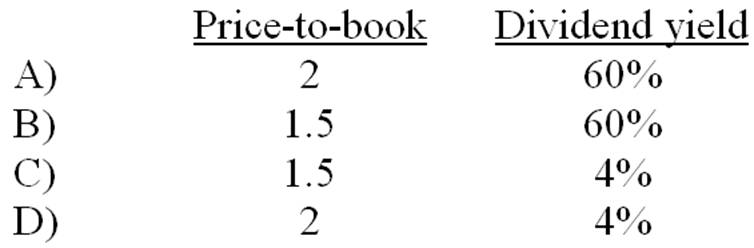 Price-to-book Dividend yield
A) 2 60%
B) 1.5 60%
C) 1.5 4%
D) 2 4%